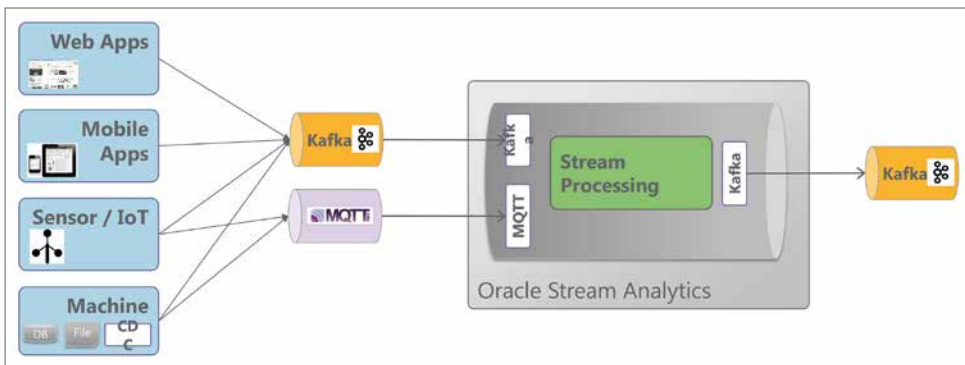 Web Apps
Mobile
Apps
Sensor / IoT
Machine
DB
File
CD
C
Kafka
MQTT
Kafk
a
MQTT
Stream
Processing
Kafka
Oracle Stream Analytics
Kafka